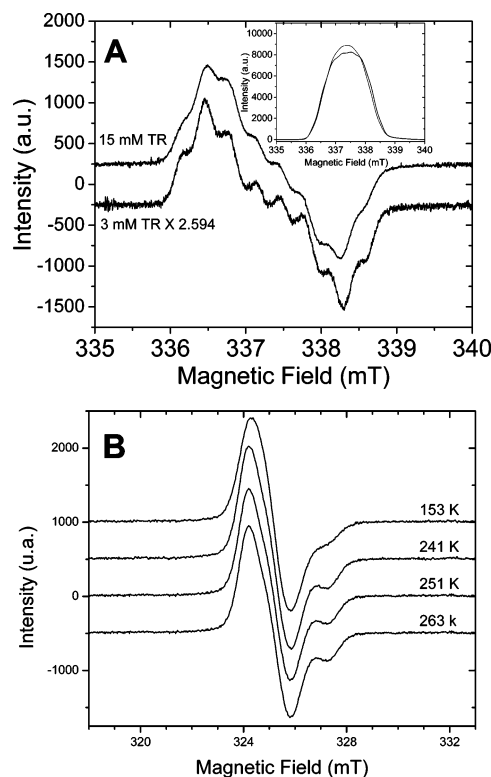 A
2000
1500
1000
500
0
-500
-1000
-1500
Intensity (a.u.)
15 mM TR
3 mM TR X 2.594
335 336 337 338 339 340
Magnetic Field (mT)
10000
8000
6000
4000
2000
0
Intensity (a.u.)
335 336 337 338 339 340
Magnetic Field (mT)
B
2000
1000
0
-1000
Intensity (u.a.)
153 K
241 K
251 K
263 k
320 324 328 332
Magnetic Field (mT)